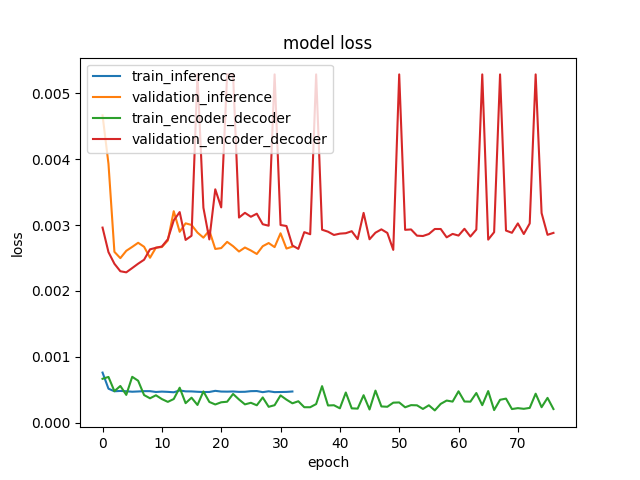 model loss
train_inference
validation_inference
train_encoder_decoder
validation_encoder_decoder
loss
0.005
0.004
0.003
0.002
0.001
0.000
0 10 20 30 40 50 60 70
epoch